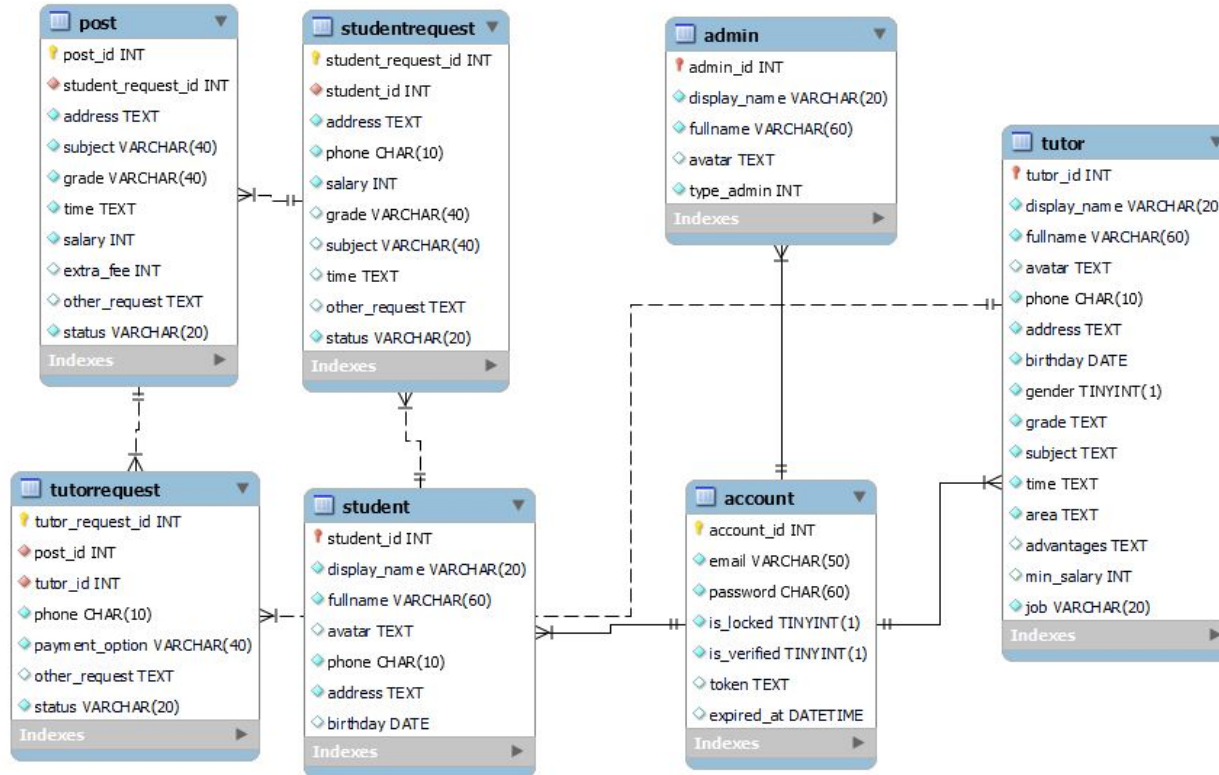 post
post_id INT
student_request_id INT
address TEXT
subject VARCHAR(40)
grade VARCHAR(40)
time TEXT
salary INT
extra_fee INT
other_request TEXT
status VARCHAR(20)
Indexes
studentrequest
student_request_id INT
student_id INT
address TEXT
phone CHAR(10)
salary INT
grade VARCHAR(40)
subject VARCHAR(40)
time TEXT
other_request TEXT
status VARCHAR(20)
Indexes
admin
admin_id INT
display_name VARCHAR(20)
fullname VARCHAR(60)
avatar TEXT
type_admin INT
Indexes
tutor
tutor_id INT
display_name VARCHAR(20
fullname VARCHAR(60)
avatar TEXT
phone CHAR(10)
address TEXT
birthday DATE
gender TINYINT(1)
grade TEXT
subject TEXT
time TEXT
area TEXT
advantages TEXT
min_salary INT
job VARCHAR(20)
Indexes
tutorrequest
tutor_request_id INT
post_id INT
tutor_id INT
phone CHAR(10)
payment_option VARCHAR(40)
other_request TEXT
status VARCHAR(20)
Indexes
student
student_id INT
display_name VARCHAR(20)
fullname VARCHAR(60)
avatar TEXT
phone CHAR(10)
address TEXT
birthday DATE
Indexes
account
account_id INT
email VARCHAR(50)
password CHAR(60)
is_locked TINYINT(1)
is_verified TINYINT(1)
token TEXT
expired_at DATETIME
Indexes